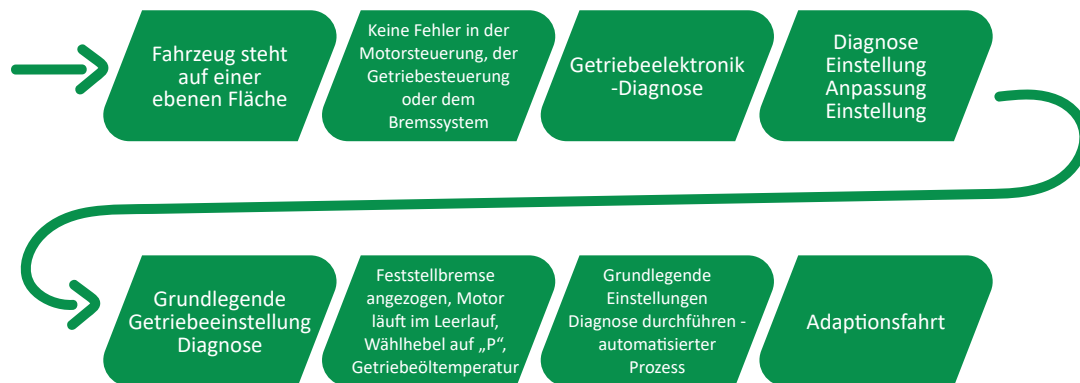 Fahrzeug steht
auf einer
ebenen Fläche
Keine Fehler in der
Motorsteuerung, der
Getriebesteuerung
oder dem
Bremssystem
Getriebeelektronik
-Diagnose
Diagnose
Einstellung
Anpassung
Einstellung
Grundlegende
Getriebeeinstellung
Diagnose
Feststellbremse
angezogen, Motor
läuft im Leerlauf,
Wählhebel auf „P“,
Getriebeöltemperatur
Grundlegende
Einstellungen
Diagnose durchführen -
automatisierter
Prozess
Adaptionsfahrt